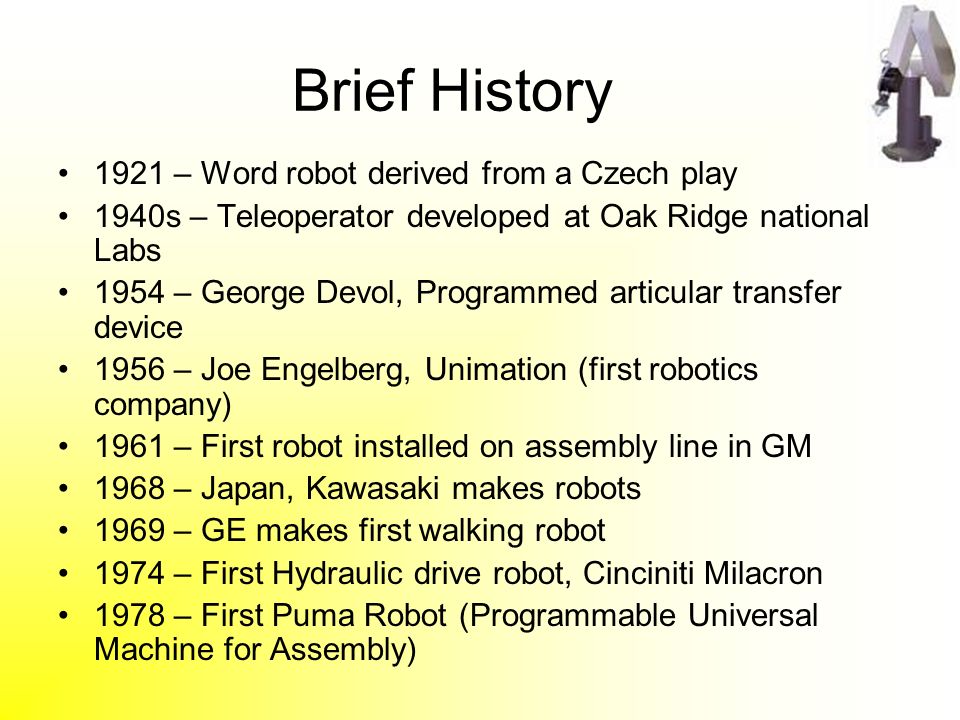 Brief History
• 1921 – Word robot derived from a Czech play
• 1940s – Teleoperator developed at Oak Ridge national
Labs
• 1954 – George Devol, Programmed articular transfer
device
• 1956 – Joe Engelberg, Unimation (first robotics
company)
• 1961 – First robot installed on assembly line in GM
• 1968 – Japan, Kawasaki makes robots
• 1969 – GE makes first walking robot
• 1974 – First Hydraulic drive robot, Cinciniti Milacron
• 1978 – First Puma Robot (Programmable Universal
Machine for Assembly)